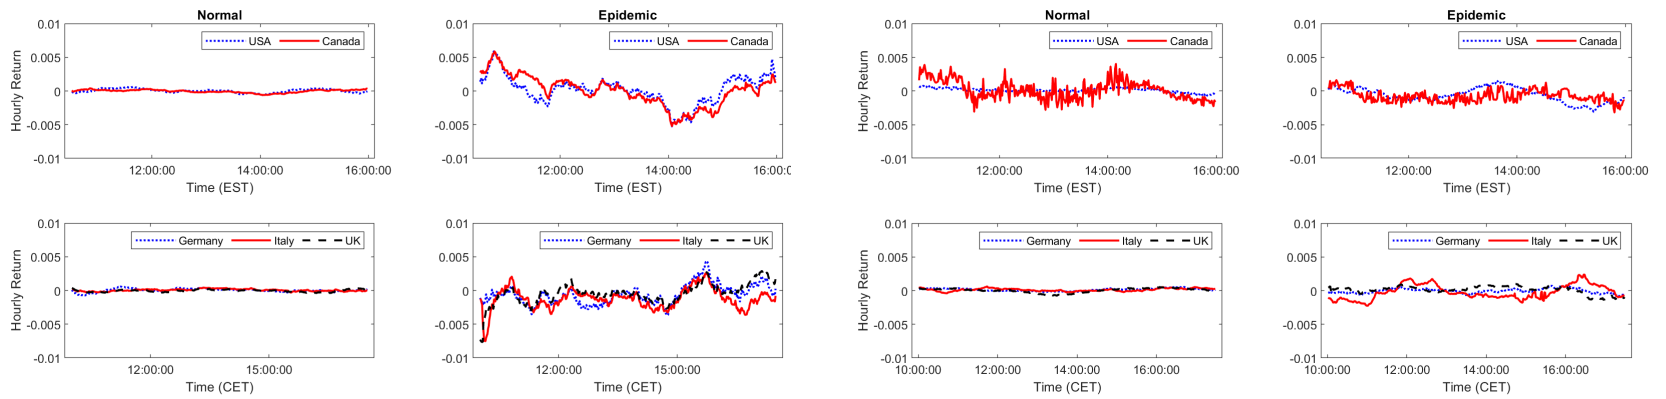 Normal
0.01
0.005
0
-0.005
-0.01
Hourly Return
USA Canada
12:00:00 14:00:00 16:00:00
Time (EST)
Epidemic
0.01
0.005
0
-0.005
-0.01
USA Canada
12:00:00 14:00:00 16:00:0
Time (EST)
Normal
0.01
0.005
0
-0.005
-0.01
Hourly Return
USA Canada
12:00:00 14:00:00 16:00:00
Time (EST)
Epidemic
0.01
0.005
0
-0.005
-0.01
USA Canada
12:00:00 14:00:00 16:00:00
Time (EST)
0.01
0.005
0
-0.005
-0.01
Hourly Return
Germany Italy UK
12:00:00 15:00:00
Time (CET)
0.01
0.005
0
-0.005
-0.01
Germany Italy UK
12:00:00 15:00:00
Time (CET)
0.01
0.005
0
-0.005
-0.01
Hourly Return
Germany Italy UK
10:00:00 12:00:00 14:00:00 16:00:00
Time (CET)
0.01
0.005
0
-0.005
-0.01
Germany Italy UK
10:00:00 12:00:00 14:00:00 16:00:00
Time (CET)